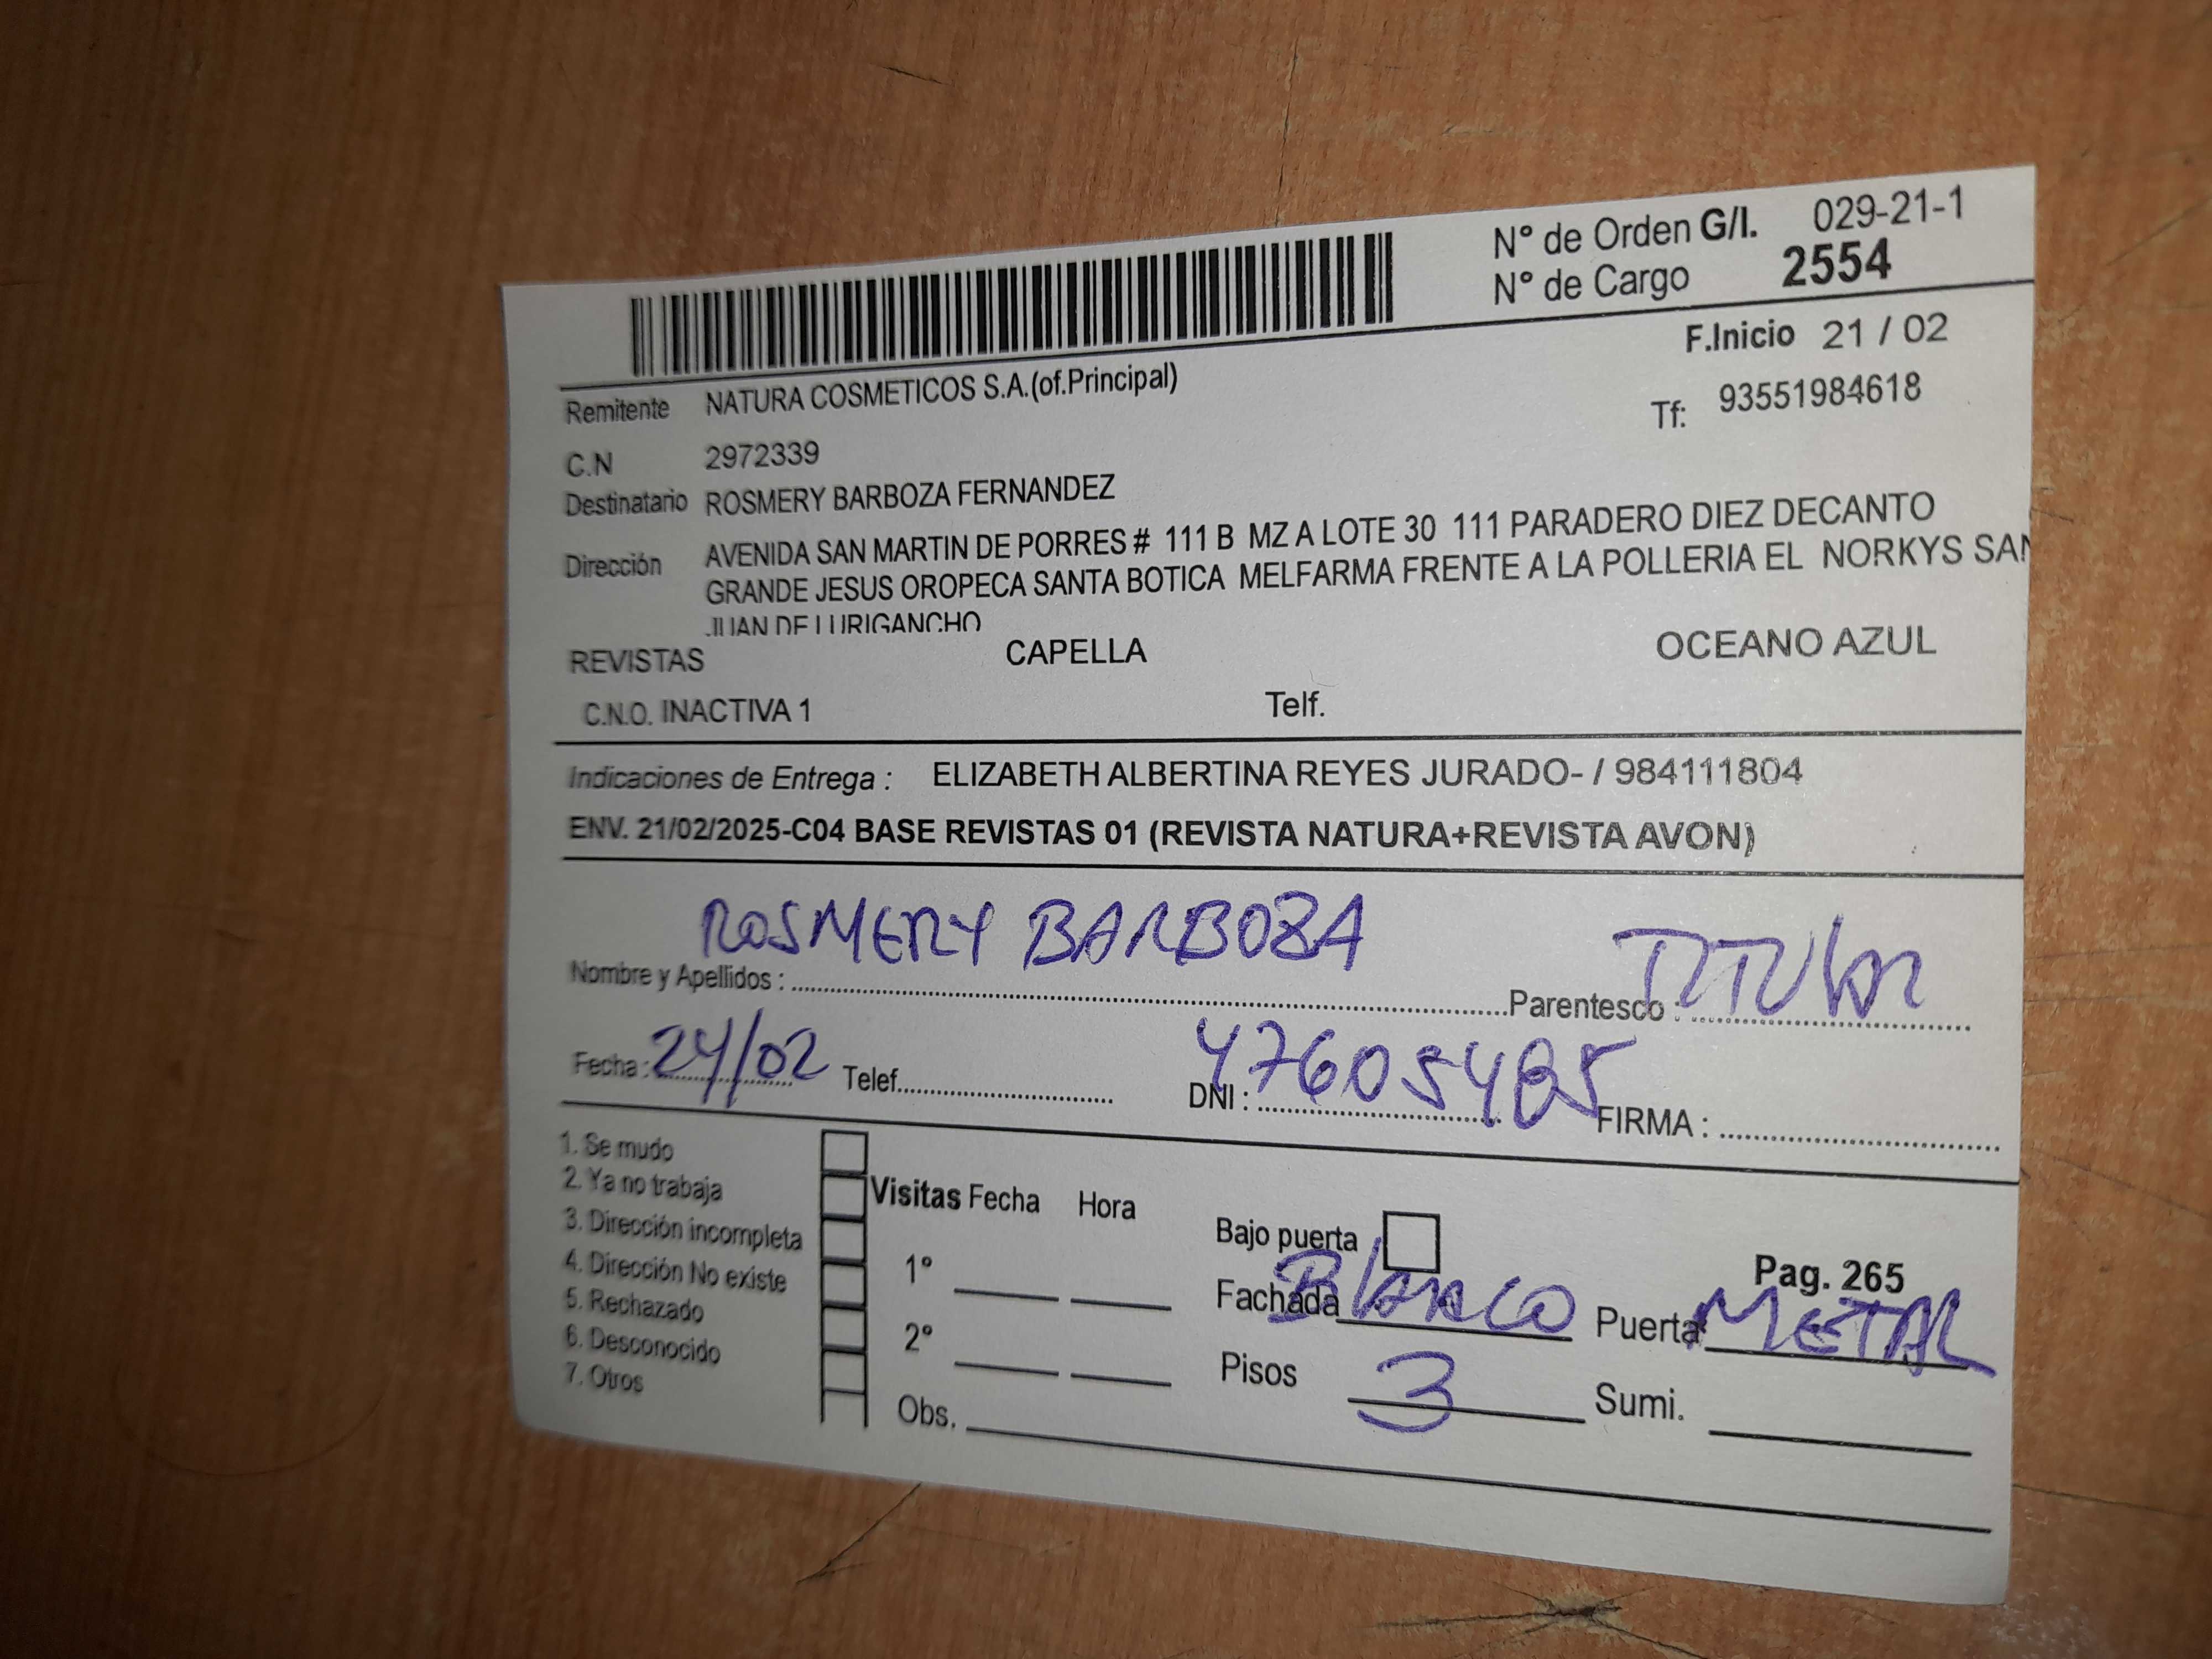 N° de Orden G/I. 029-21-1
N° de Cargo 2554
F.Inicio 21 / 02
Remitente NATURA COSMETICOS S.A.(of.Principal)
Tf: 93551984618
C.N 2972339
Destinatario ROSMERY BARBOZA FERNANDEZ
Dirección AVENIDA SAN MARTIN DE PORRES # 111 B MZ A LOTE 30 111 PARADERO DIEZ DECANTO
GRANDE JESUS OROPECA SANTA BOTICA MELFARMA FRENTE A LA POLLERIA EL NORKYS SAN
JUAN DE LURIGANCHO
REVISTAS CAPELLA OCEANO AZUL
C.N.O. INACTIVA 1 Telf.
Indicaciones de Entrega : ELIZABETH ALBERTINA REYES JURADO- / 984111804
ENV. 21/02/2025-C04 BASE REVISTAS 01 (REVISTA NATURA+REVISTA AVON)
Nombre y Apellidos : ROSMERY BARBOZA Parentesco : TITULAR
Fecha : 24/02 Telef. DNI : 47605485 FIRMA :
1. Se mudo
2. Ya no trabaja
3. Dirección incompleta
4. Dirección No existe
5. Rechazado
6. Desconocido
7. Otros
Visitas Fecha Hora
1°
2°
Obs.
Bajo puerta
Pag. 265
Fachada Blanco Puerta METAL
Pisos 3 Sumi.